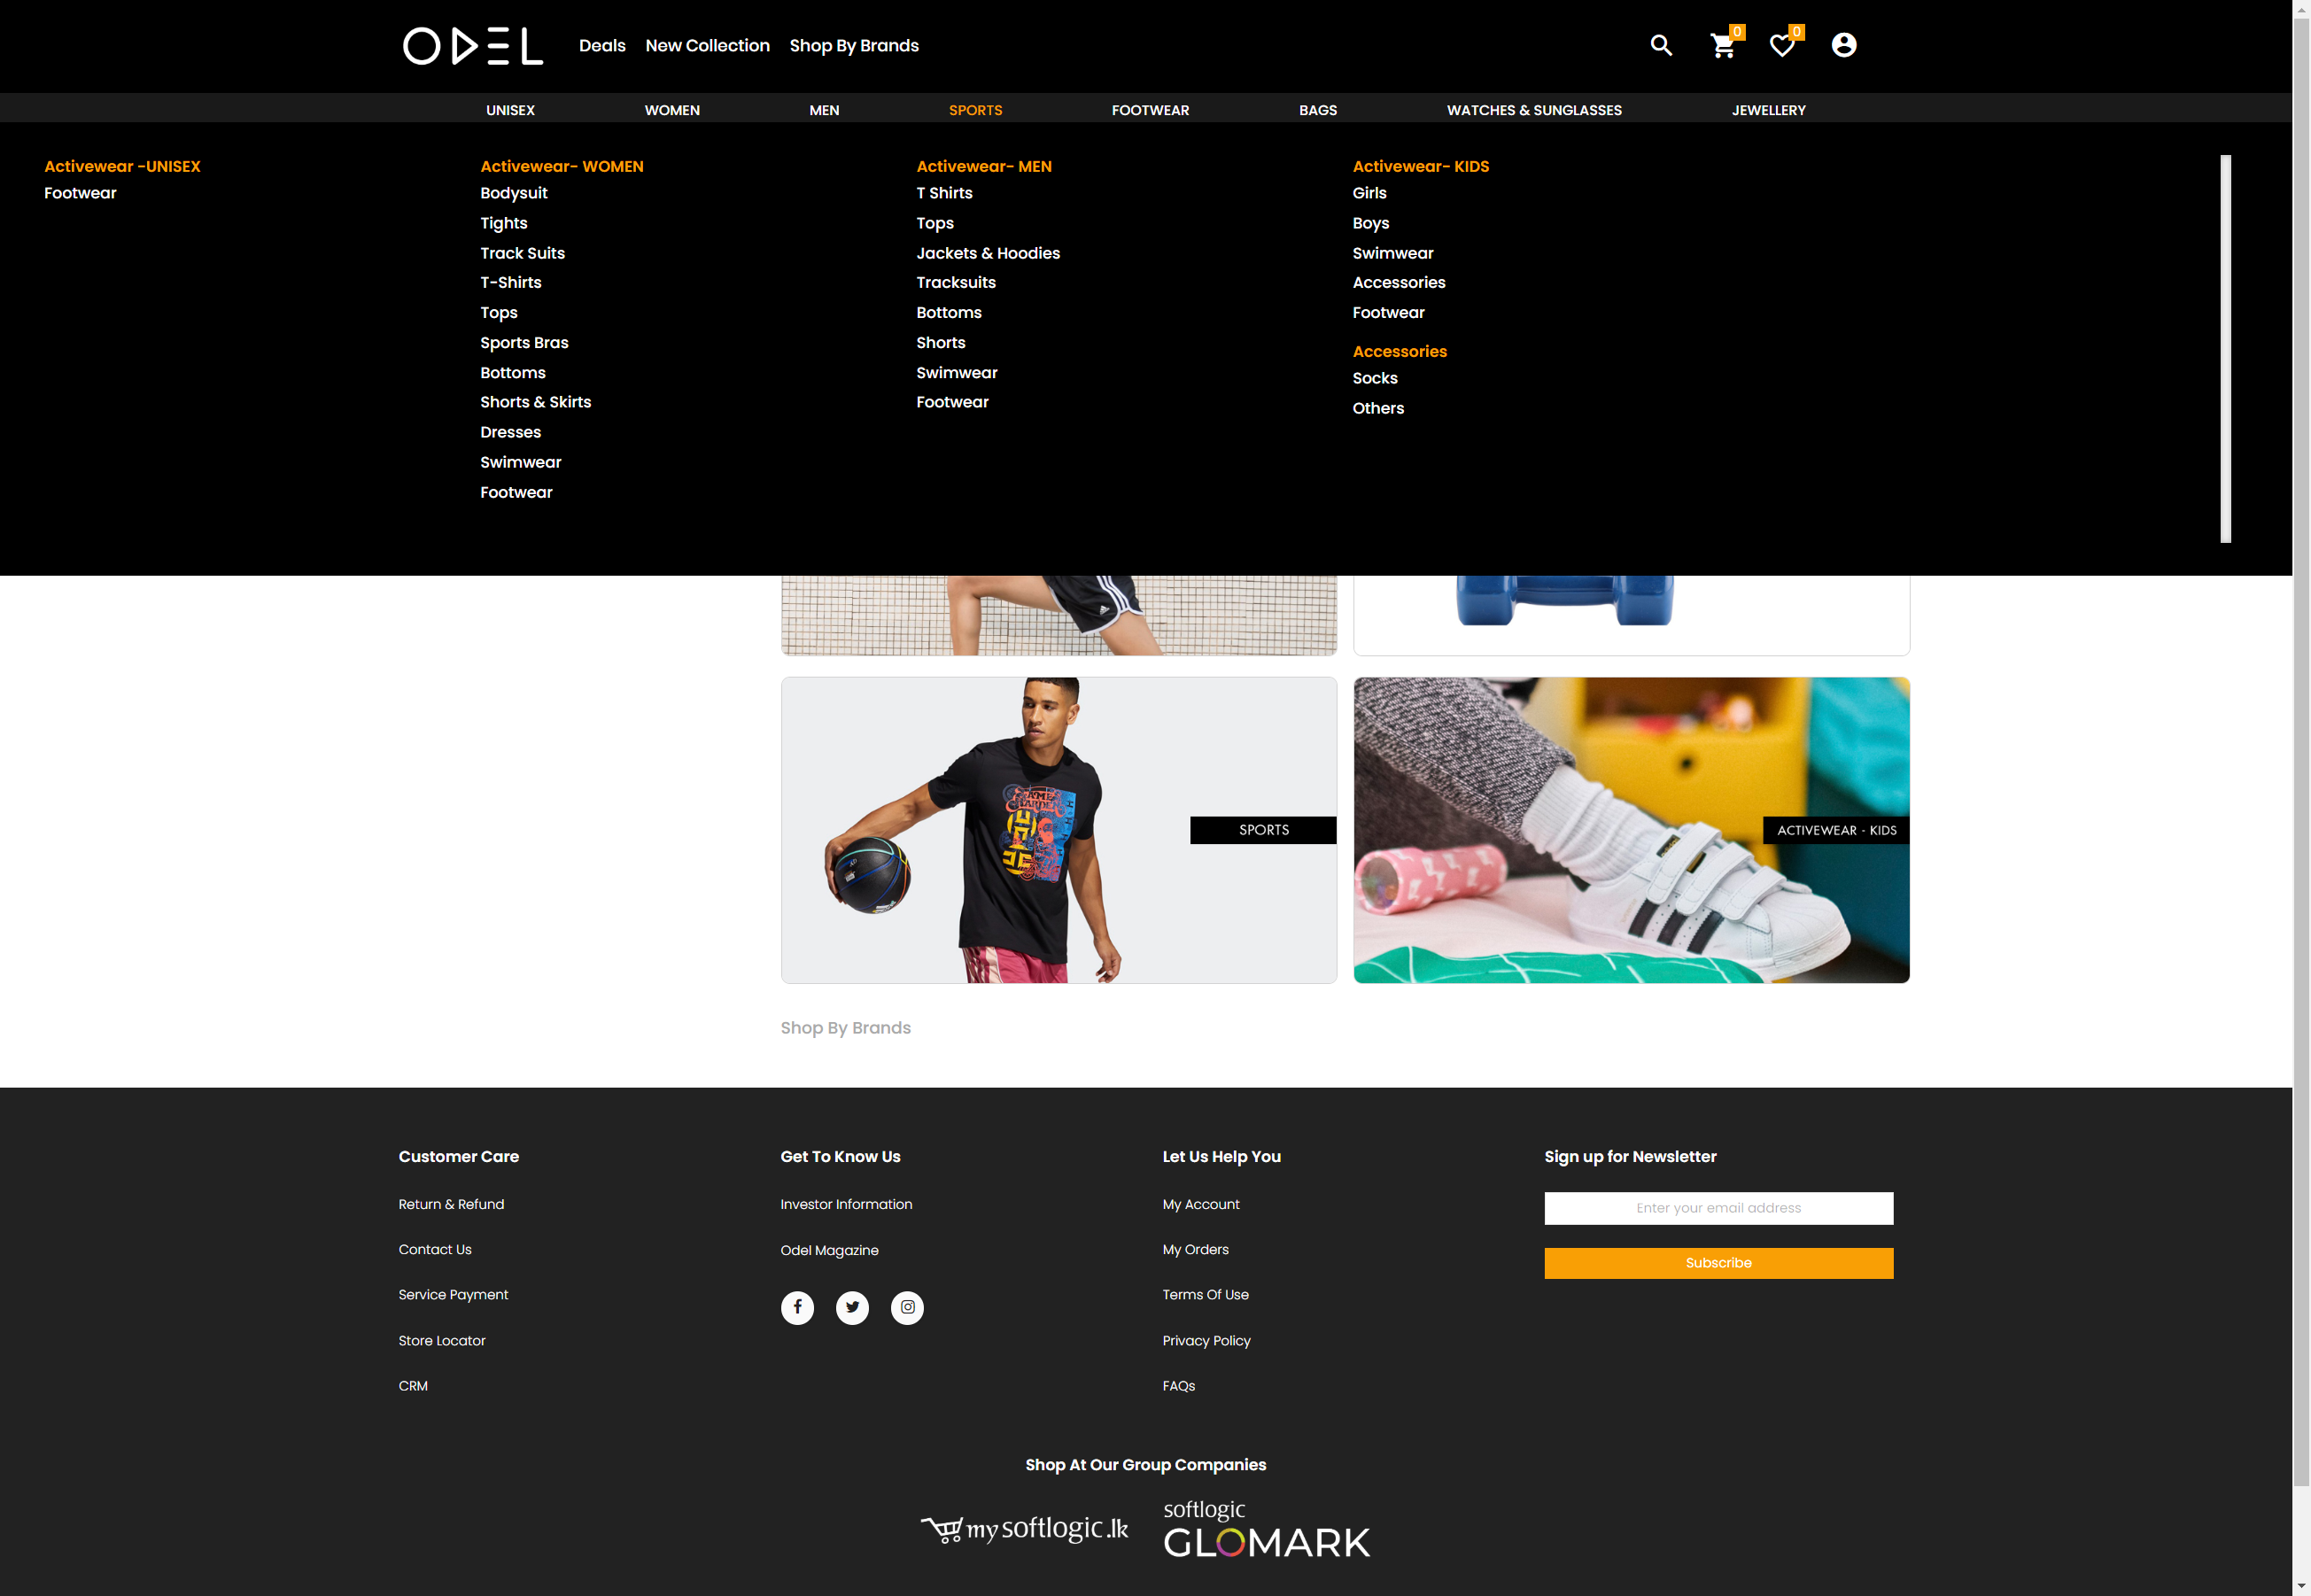 ODEL
Deals
New Collection
Shop By Brands
0
0
UNISEX
WOMEN
MEN
SPORTS
FOOTWEAR
BAGS
WATCHES & SUNGLASSES
JEWELLERY
Activewear -UNISEX
Footwear
Activewear- WOMEN
Bodysuit
Tights
Track Suits
T-Shirts
Tops
Sports Bras
Bottoms
Shorts & Skirts
Dresses
Swimwear
Footwear
Activewear- MEN
T Shirts
Tops
Jackets & Hoodies
Tracksuits
Bottoms
Shorts
Swimwear
Footwear
Activewear- KIDS
Girls
Boys
Swimwear
Accessories
Footwear
Accessories
Socks
Others
SPORTS
ACTIVEWEAR - KIDS
Shop By Brands
Customer Care
Return & Refund
Contact Us
Service Payment
Store Locator
CRM
Get To Know Us
Investor Information
Odel Magazine
Let Us Help You
My Account
My Orders
Terms Of Use
Privacy Policy
FAQs
Sign up for Newsletter
Enter your email address
Subscribe
Shop At Our Group Companies
mysoftlogic.lk
softlogic
GLOMARK